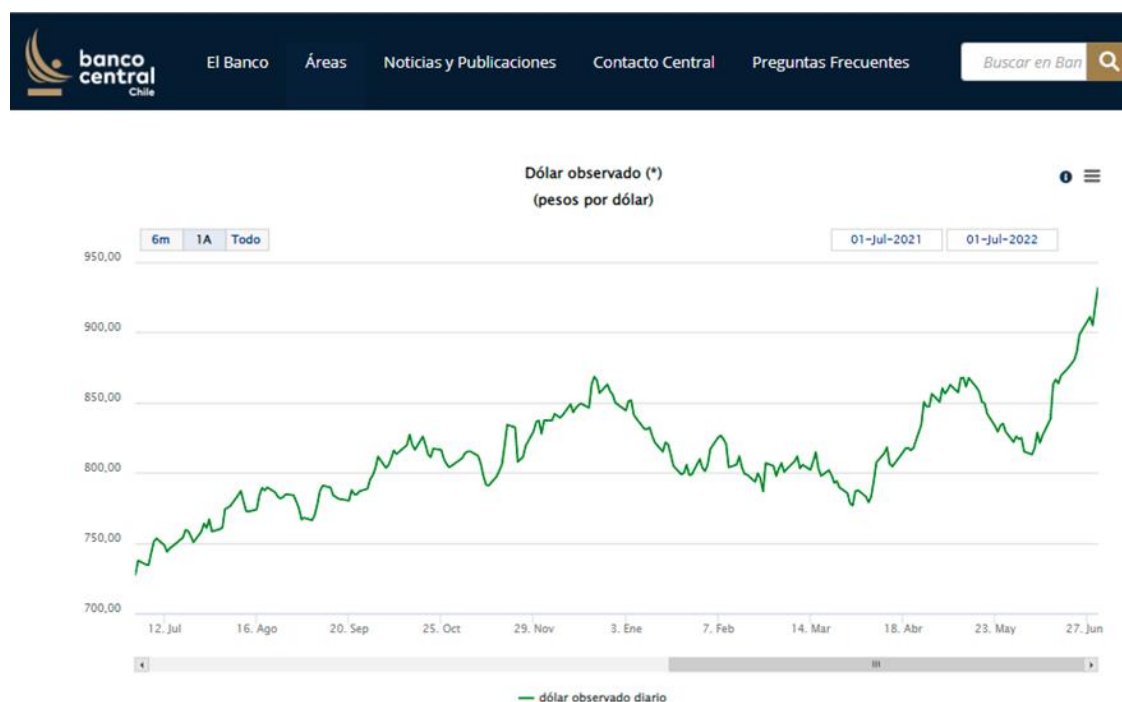 banco
central
Chile
El Banco
Áreas
Noticias y Publicaciones
Contacto Central
Preguntas Frecuentes
Buscar en Ban
Dólar observado (*)
(pesos por dólar)
6m 1A Todo
01-Jul-2021 01-Jul-2022
950,00
900,00
850,00
800,00
750,00
700,00
12. Jul 16. Ago 20. Sep 25. Oct 29. Nov 3. Ene 7. Feb 14. Mar 18. Abr 23. May 27. Jun
dólar observado diario